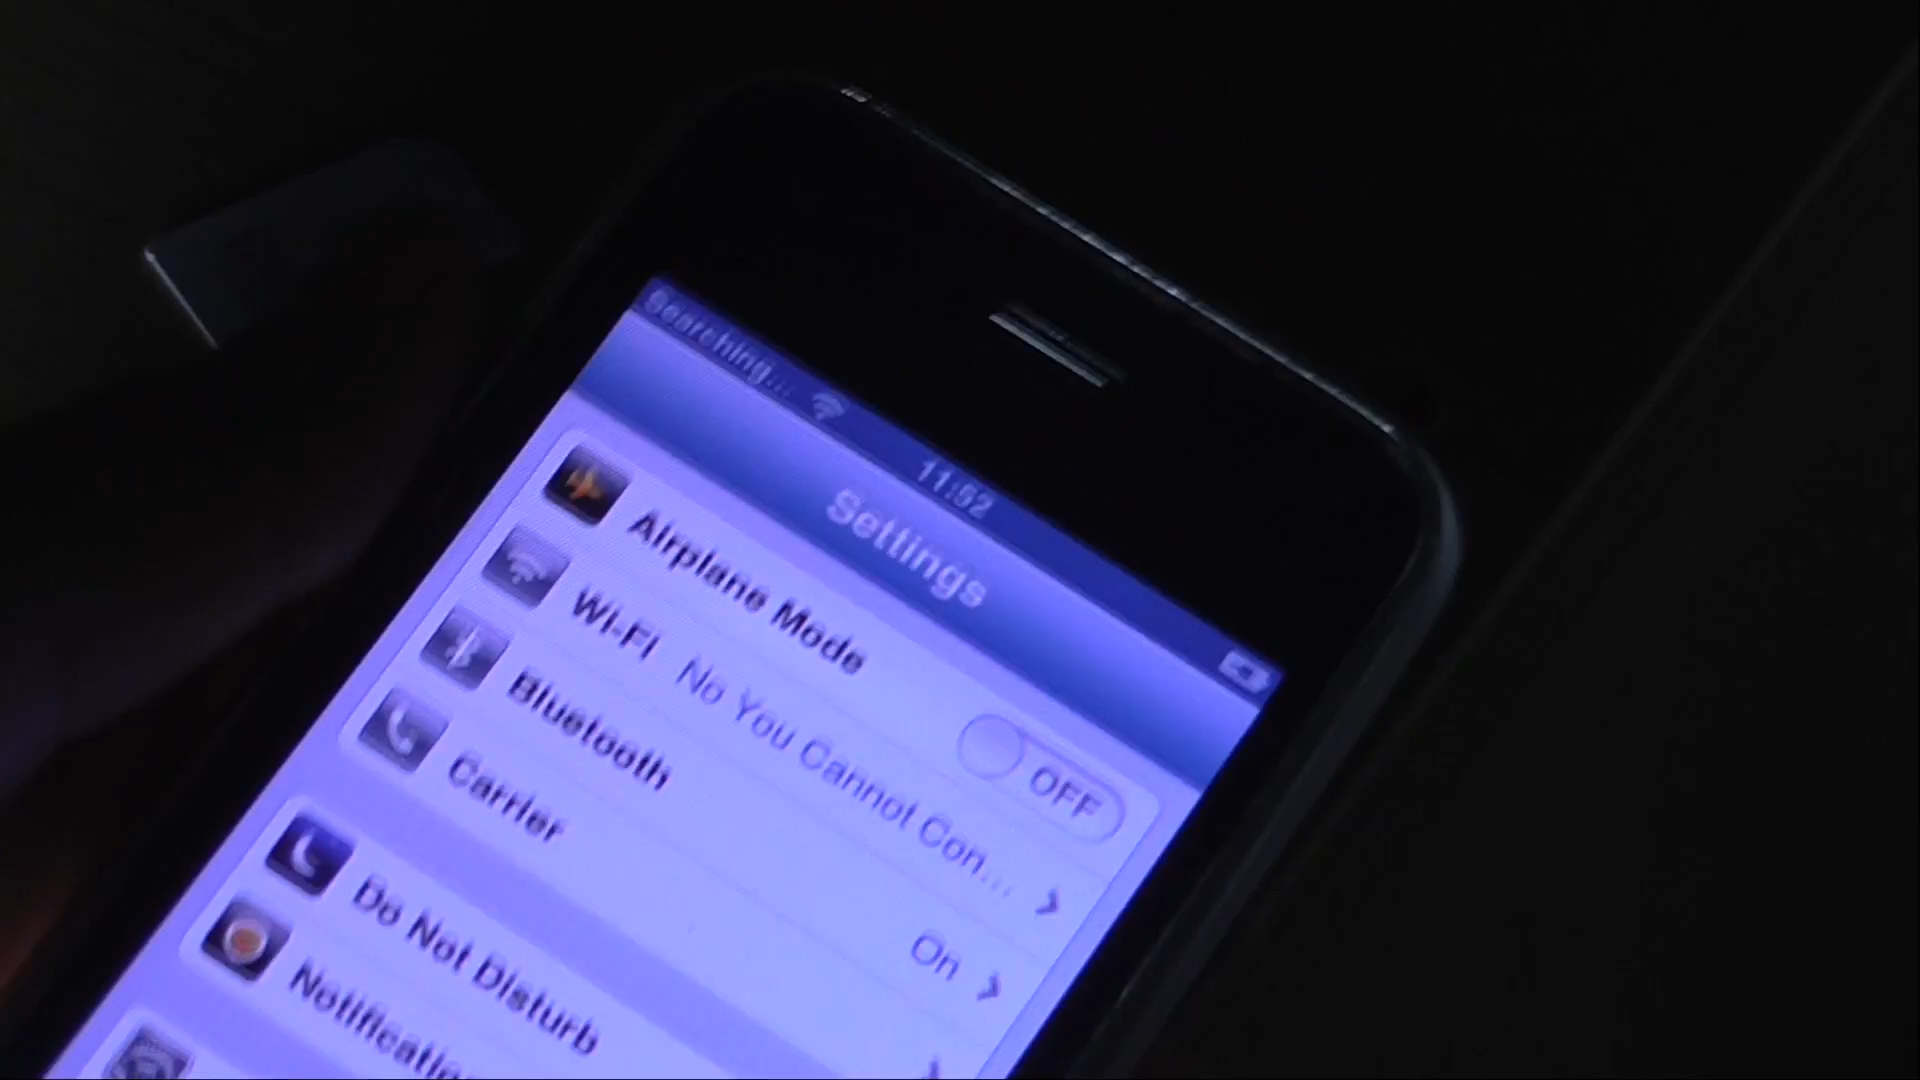 Searching...
11:52
Settings
Airplane Mode
OFF
Wi-Fi No You Cannot Con...
Bluetooth On
Carrier
Do Not Disturb